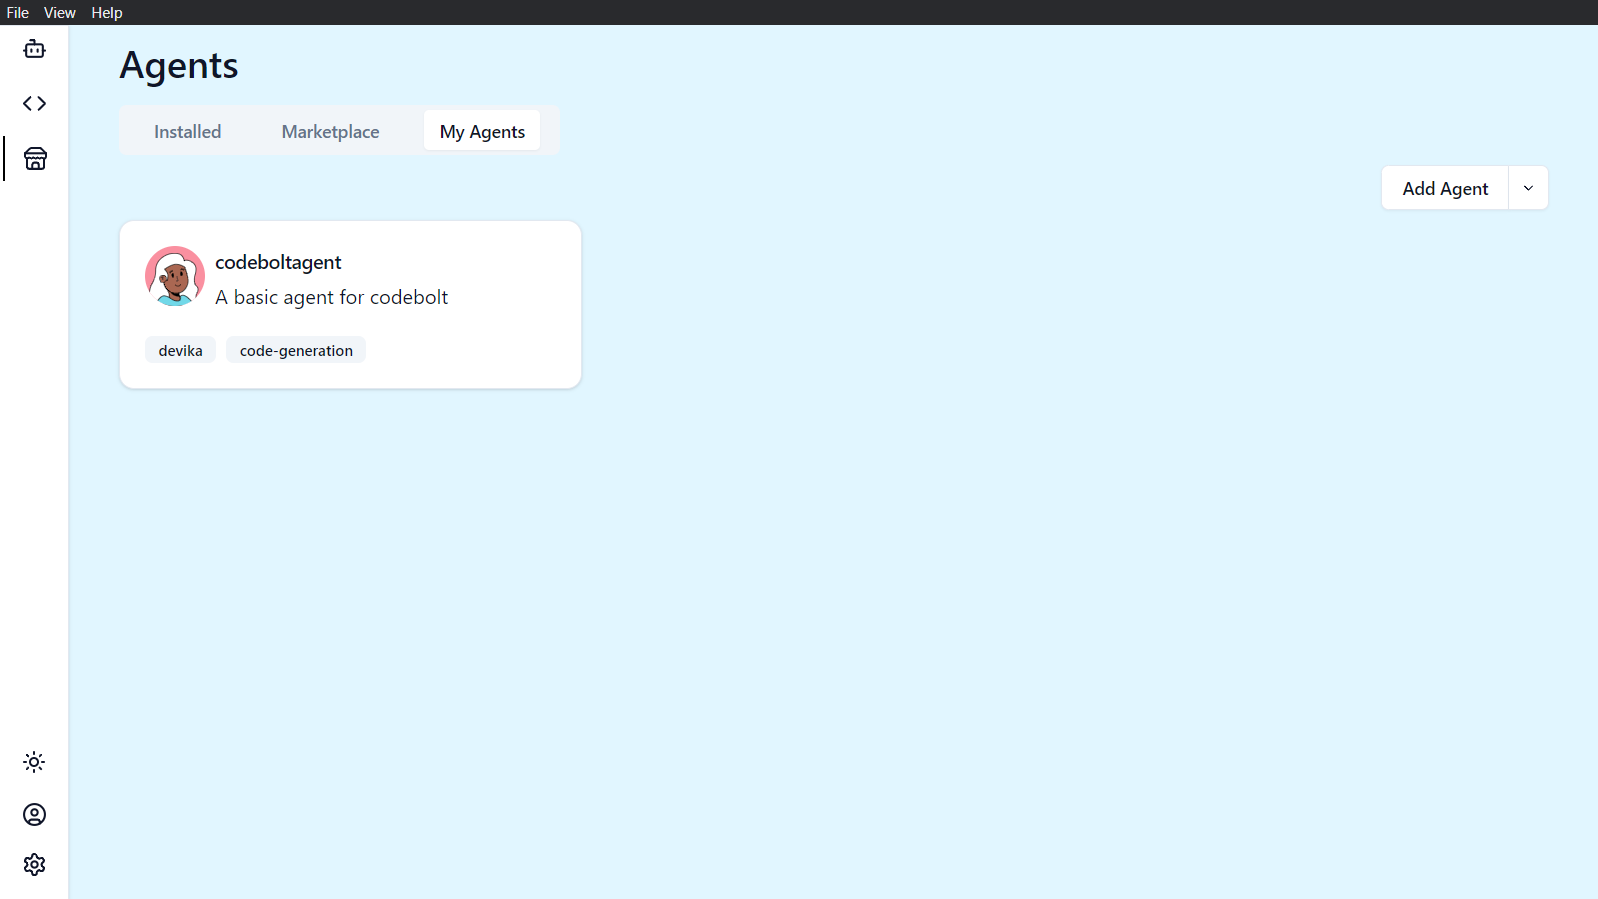 File View Help
Agents
Installed Marketplace My Agents
Add Agent
codeboltagent
A basic agent for codebolt
devika code-generation